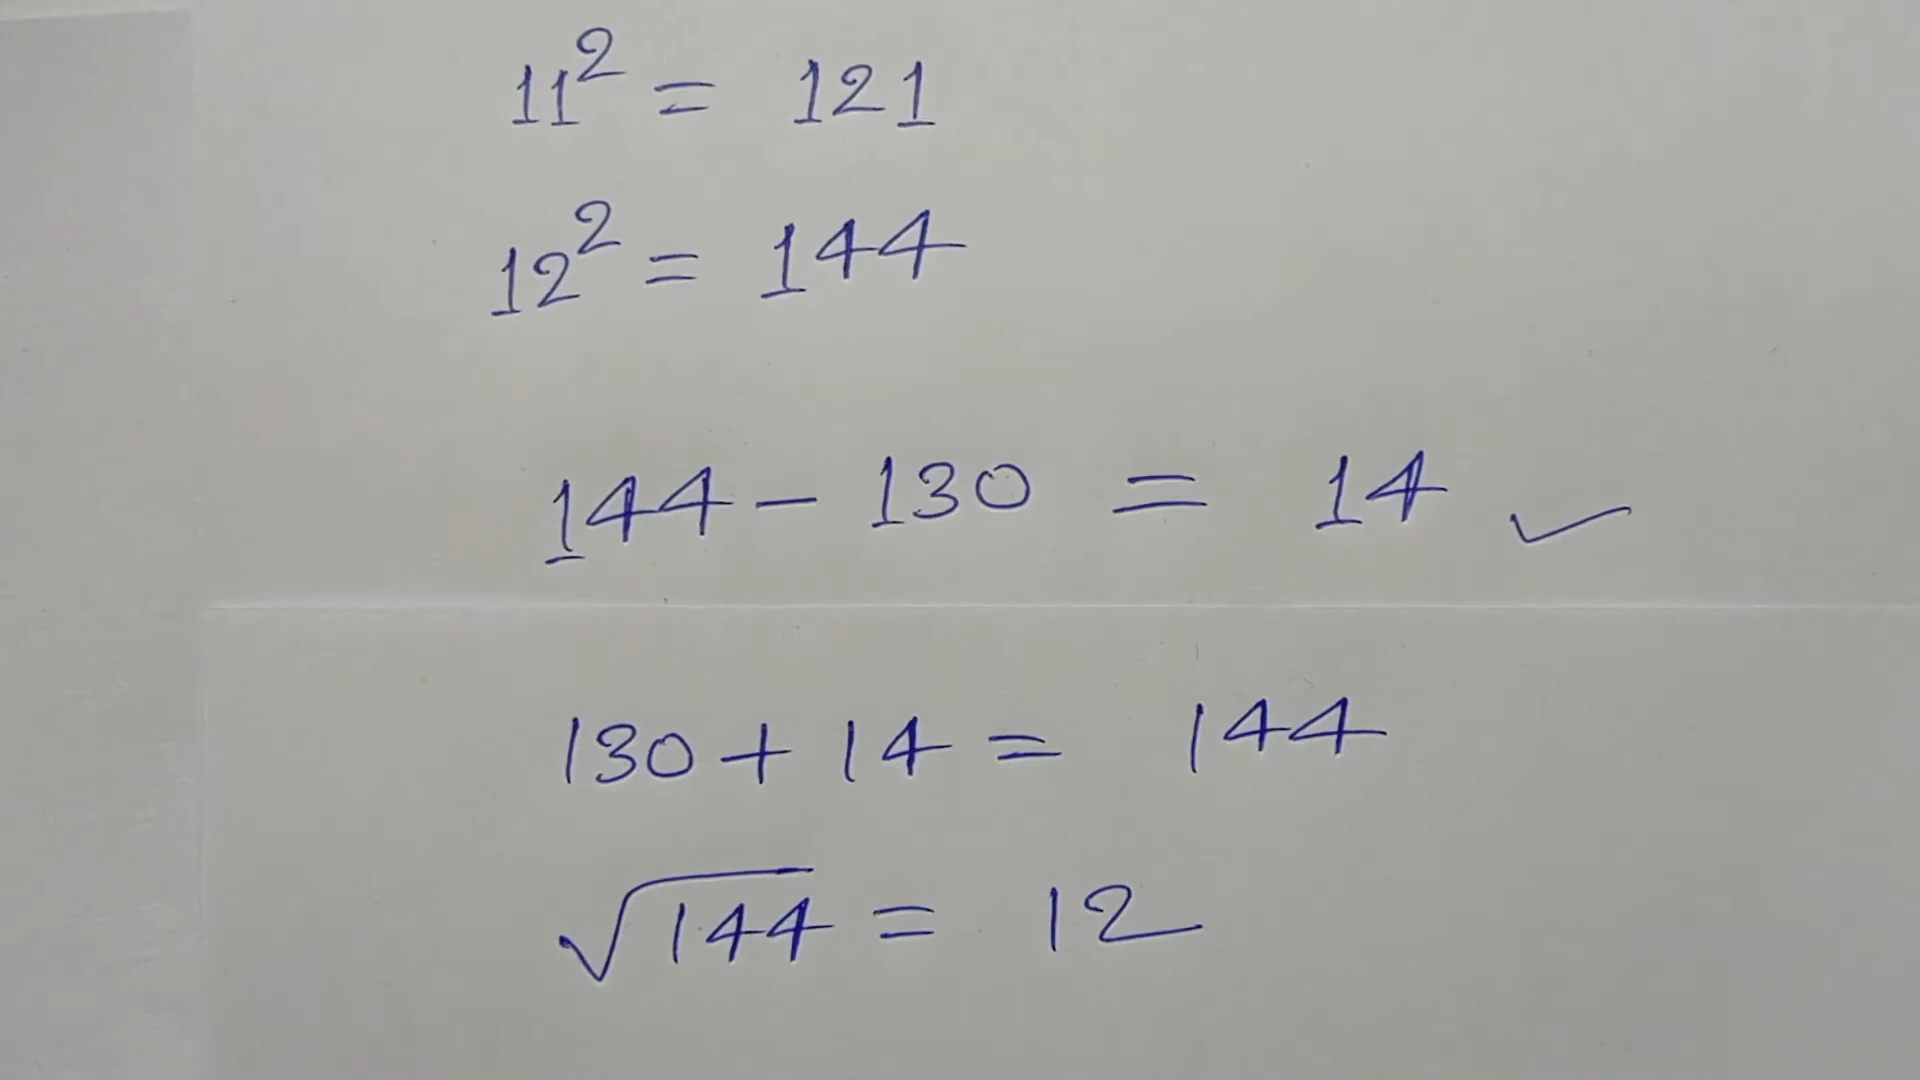 11² = 121
12² = 144
144 - 130 = 14 ✓
130 + 14 = 144
√144 = 12